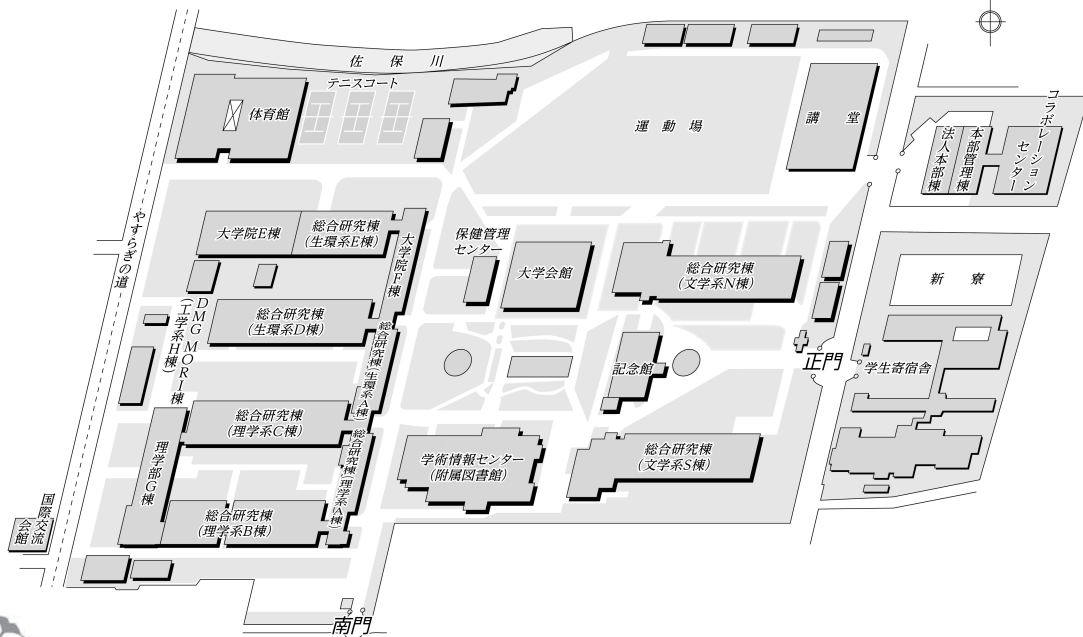 佐保川
テニスコート
体育館
運動場
講堂
コラボレーション
センター
本部管理棟
法人本部棟
やすらぎの道
大学院E棟
総合研究棟
(生環系E棟)
大学院F棟
保健管理
センター
大学会館
総合研究棟
(文学系N棟)
新寮
DMG MORI棟
(工学系H棟)
総合研究棟
(生環系D棟)
総合研究棟(生環系A棟)
記念館
正門
学生寄宿舎
総合研究棟
(理学系C棟)
総合研究棟(理学系A棟)
理学部G棟
学術情報センター
(附属図書館)
総合研究棟
(文学系S棟)
国際交流
会館
総合研究棟
(理学系B棟)
南門